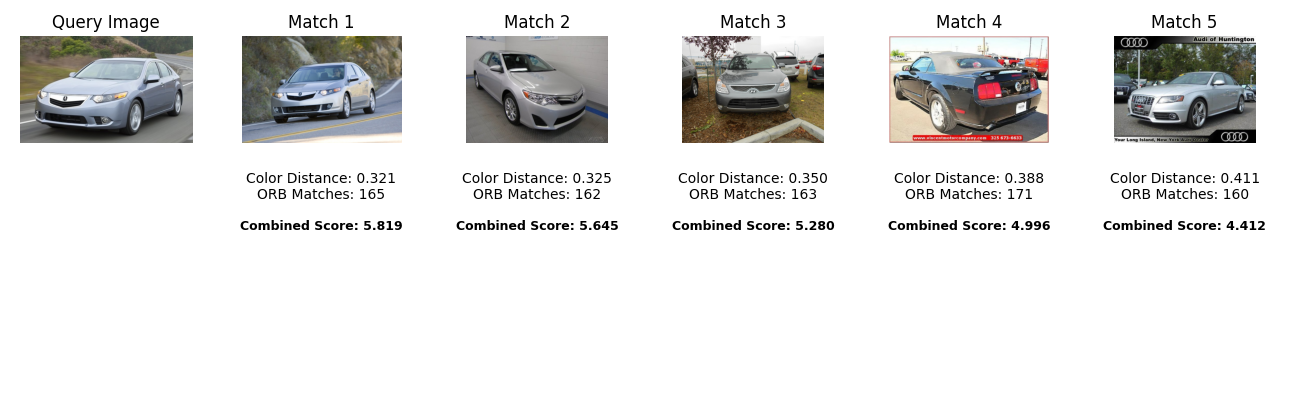 Query Image
Match 1
Match 2
Match 3
Match 4
Match 5
Audi of Huntington
Color Distance: 0.321
ORB Matches: 165
Combined Score: 5.819
Color Distance: 0.325
ORB Matches: 162
Combined Score: 5.645
Color Distance: 0.350
ORB Matches: 163
Combined Score: 5.280
Color Distance: 0.388
ORB Matches: 171
Combined Score: 4.996
Color Distance: 0.411
ORB Matches: 160
Combined Score: 4.412